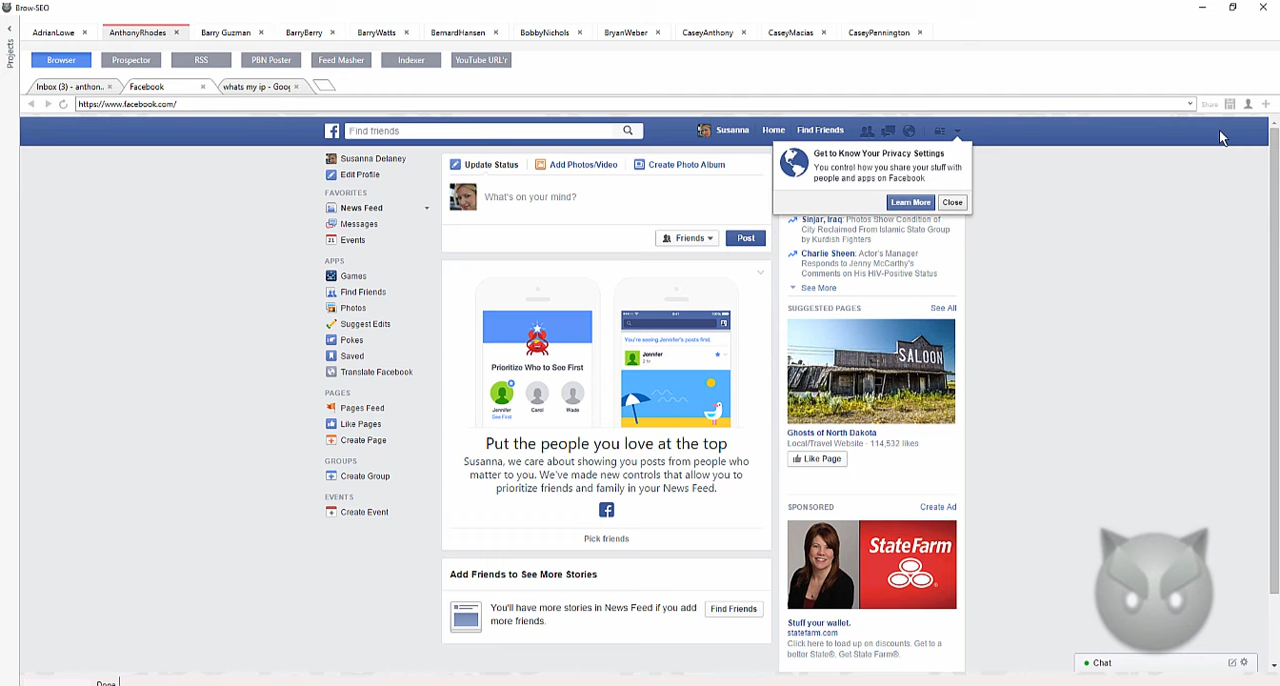 Brow-SEO
AdrianLowe
AnthonyRhodes
Barry Guzman
BarryBerry
BarryWatts
BernardHansen
BobbyNichols
BryanWeber
CaseyAnthony
CaseyMacias
CaseyPennington
Projects
Browser
Prospector
RSS
PBN Poster
Feed Masher
Indexer
YouTube URL'r
Inbox (3) - anthon..
Facebook
whats my ip - Goo
https://www.facebook.com/
Share
Find friends
Susanna
Home
Find Friends
Get to Know Your Privacy Settings
You control how you share your stuff with
people and apps on Facebook
Learn More
Close
Susanna Delaney
Edit Profile
FAVORITES
News Feed
Messages
Events
APPS
Games
Find Friends
Photos
Suggest Edits
Pokes
Saved
Translate Facebook
PAGES
Pages Feed
Like Pages
Create Page
GROUPS
Create Group
EVENTS
Create Event
Update Status
Add Photos/Video
Create Photo Album
What's on your mind?
Friends
Post
Prioritize Who to See First
Jennifer
Carol
Wade
See First
You're seeing Jennifer's posts first.
Jennifer
Put the people you love at the top
Susanna, we care about showing you posts from people who
matter to you. We've made new controls that allow you to
prioritize friends and family in your News Feed.
Pick friends
Add Friends to See More Stories
You'll have more stories in News Feed if you add
more friends.
Find Friends
Sinjar, Iraq: Photos Show Condition of
City Reclaimed From Islamic State Group
by Kurdish Fighters
Charlie Sheen: Actor's Manager
Responds to Jenny McCarthy's
Comments on His HIV-Positive Status
See More
SUGGESTED PAGES
See All
SALOON
Ghosts of North Dakota
Local/Travel Website · 114,532 likes
Like Page
SPONSORED
Create Ad
StateFarm
Stuff your wallet.
statefarm.com
Click here to load up on discounts. Get to a
better State®. Get State Farm®.
Chat
Done